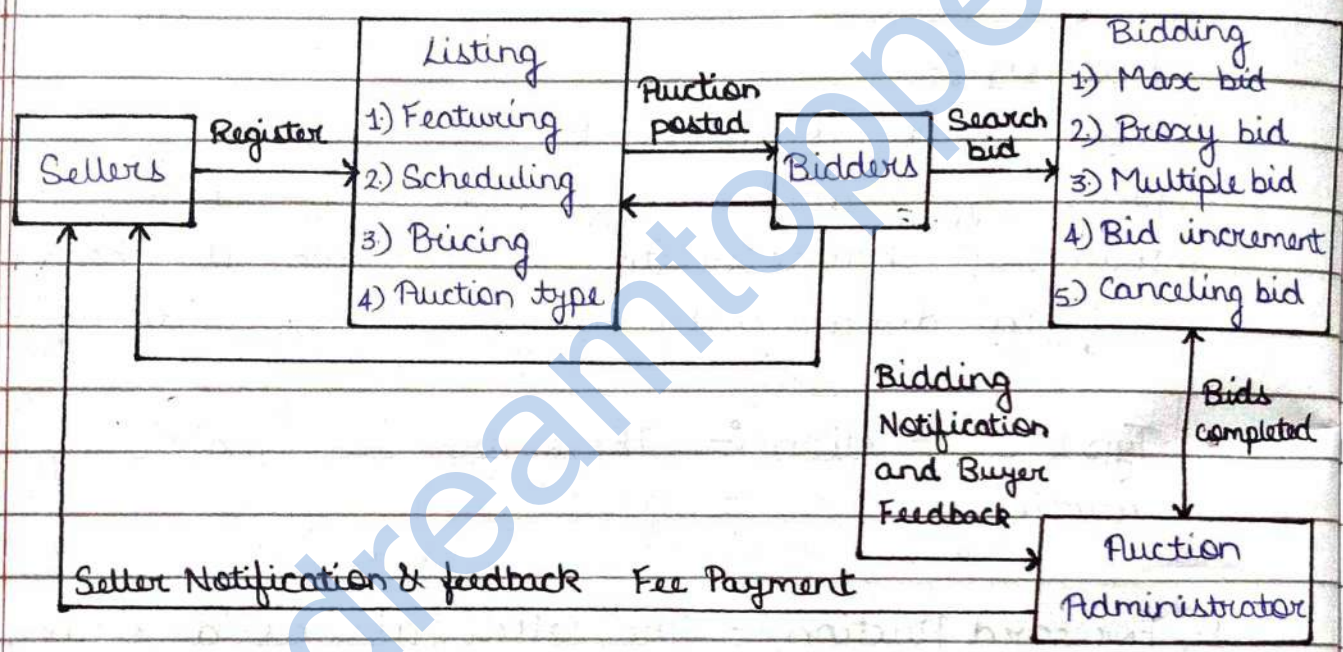 Listing
1.) Featuring
2.) Scheduling
3.) Pricing
4.) Auction type
Sellers
Register
Auction
posted
Bidders
Search
bid
Bidding
1.) Max bid
2.) Proxy bid
3.) Multiple bid
4) Bid increment
5.) Canceling bid
Bidding
Notification
and Buyer
Feedback
Bids
completed
Seller Notification & feedback Fee Payment
Auction
Administrator
dreamtoppe